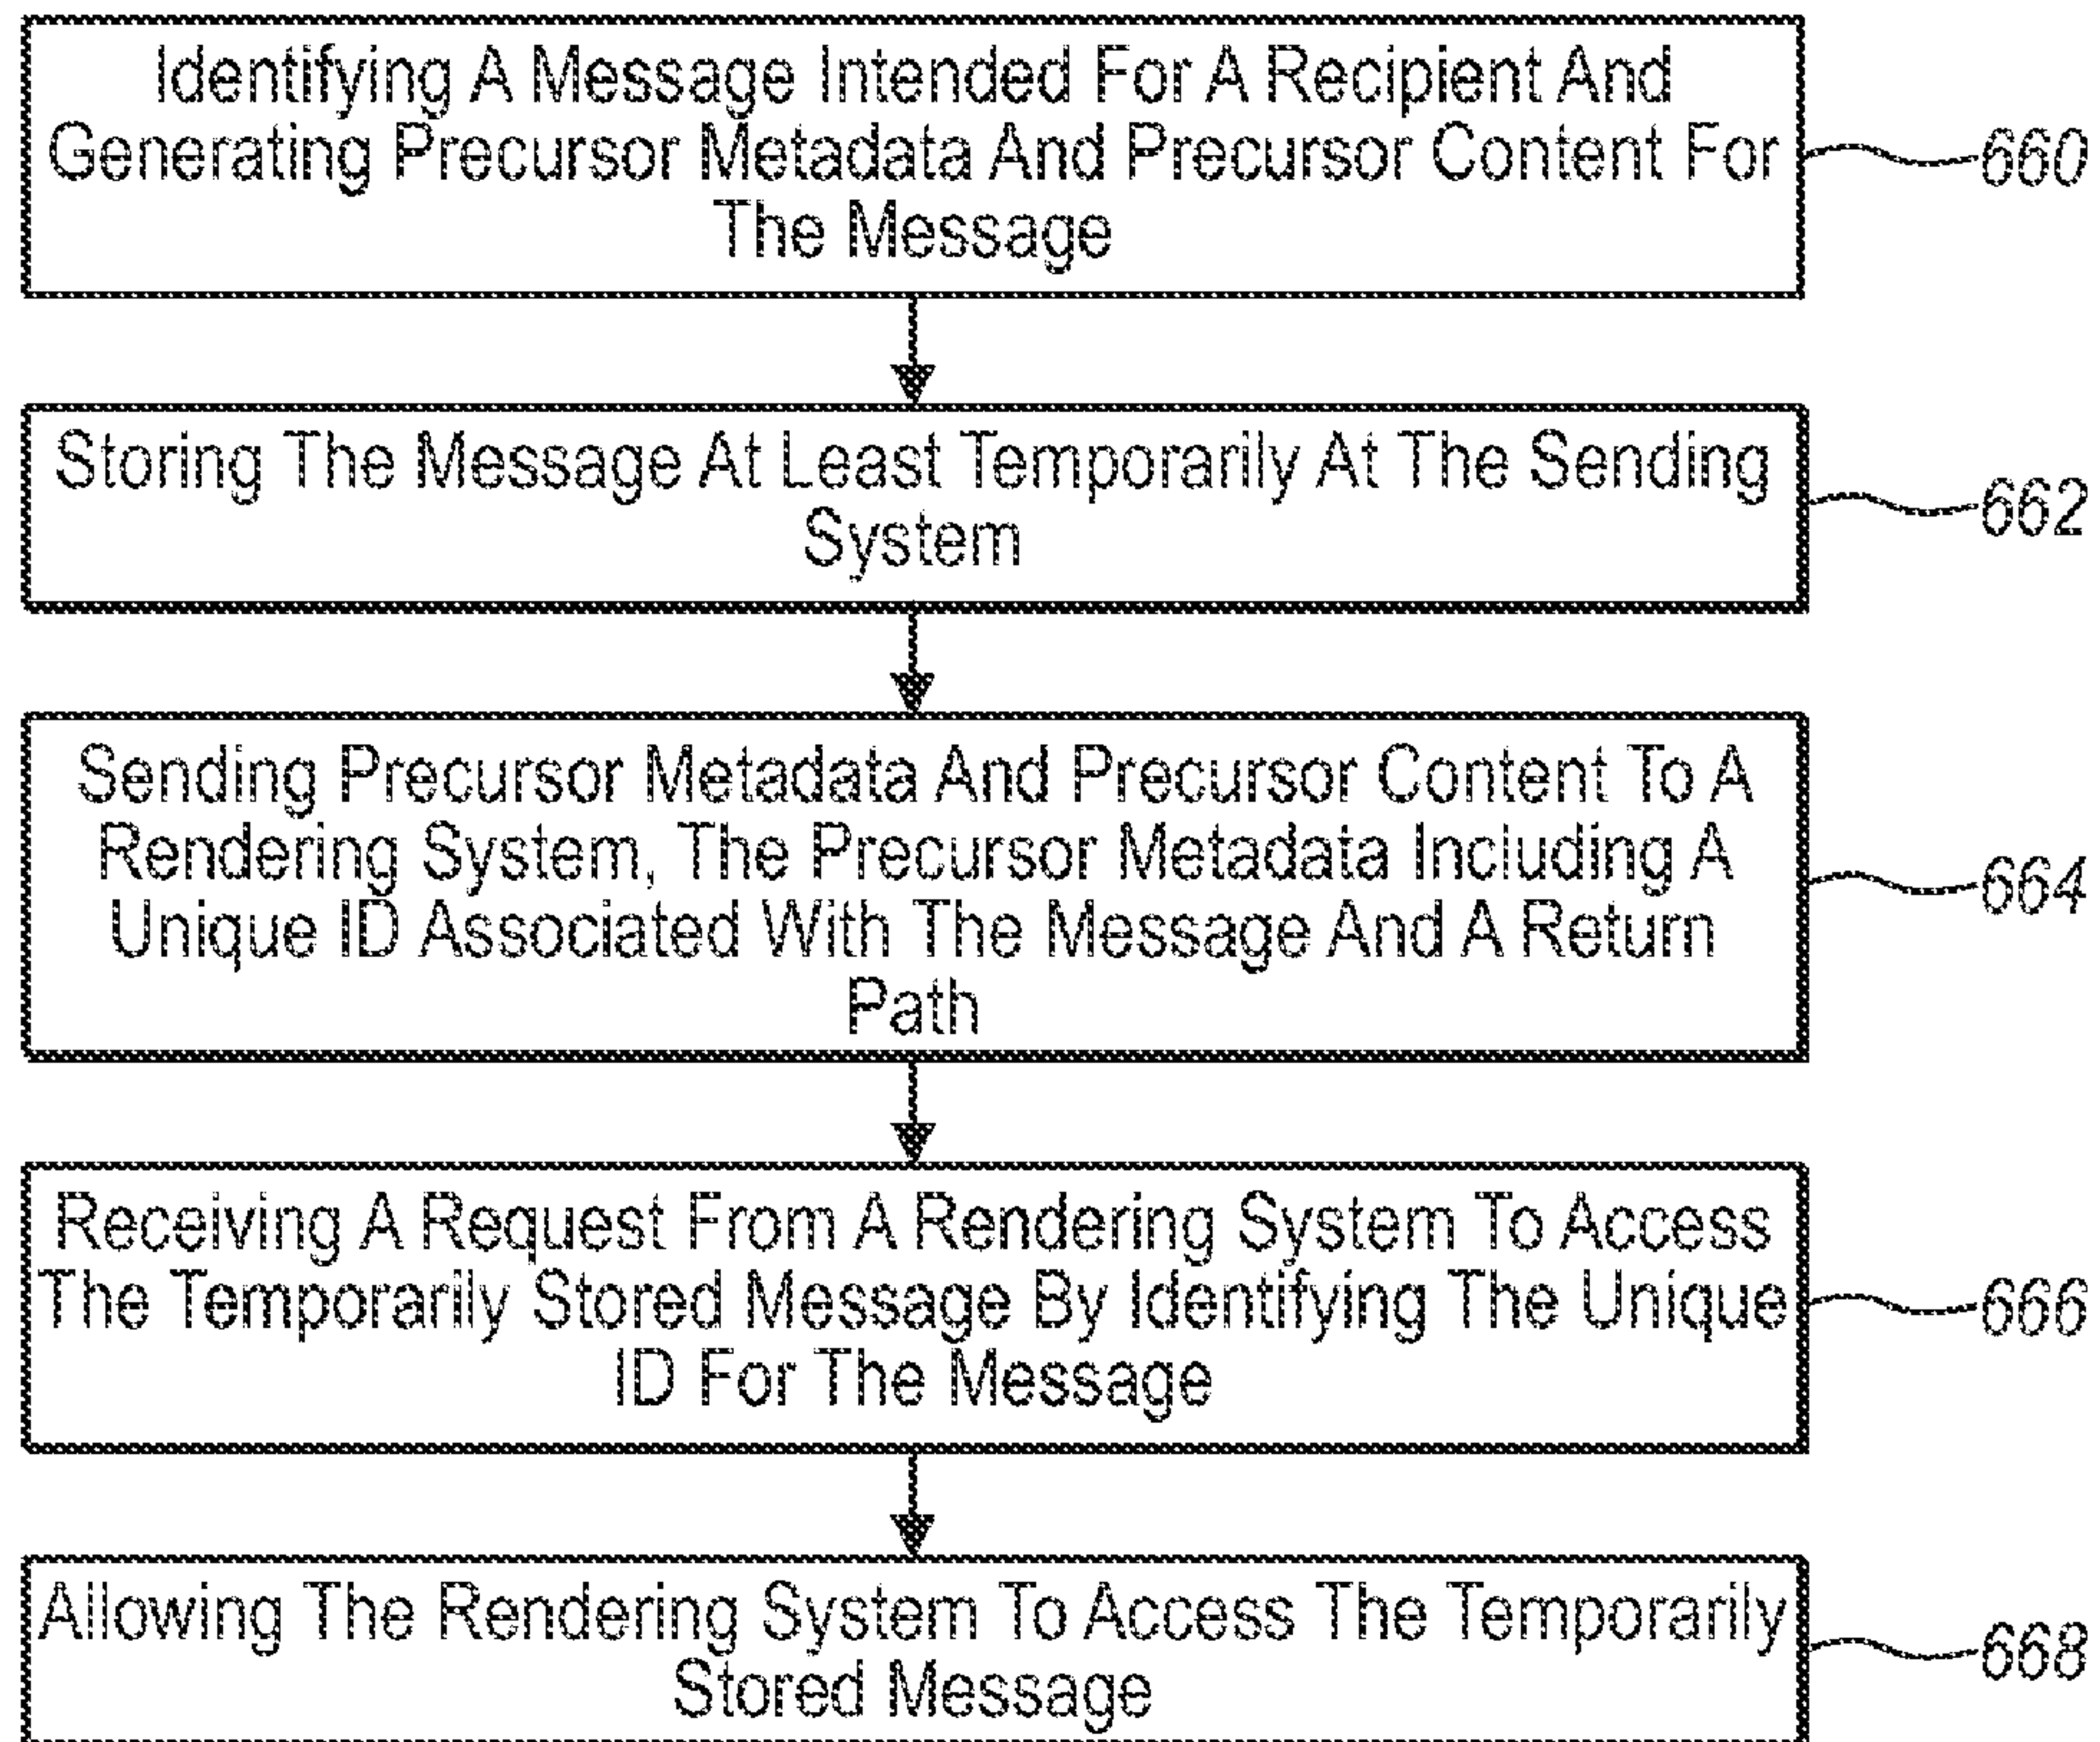 Identifying A Message Intended For A Recipient And
Generating Precursor Metadata And Precursor Content For
The Message
660
Storing The Message At Least Temporarily At The Sending
System
662
Sending Precursor Metadata And Precursor Content To A
Rendering System, The Precursor Metadata Including A
Unique ID Associated With The Message And A Return
Path
664
Receiving A Request From A Rendering System To Access
The Temporarily Stored Message By Identifying The Unique
ID For The Message
666
Allowing The Rendering System To Access The Temporarily
Stored Message
668